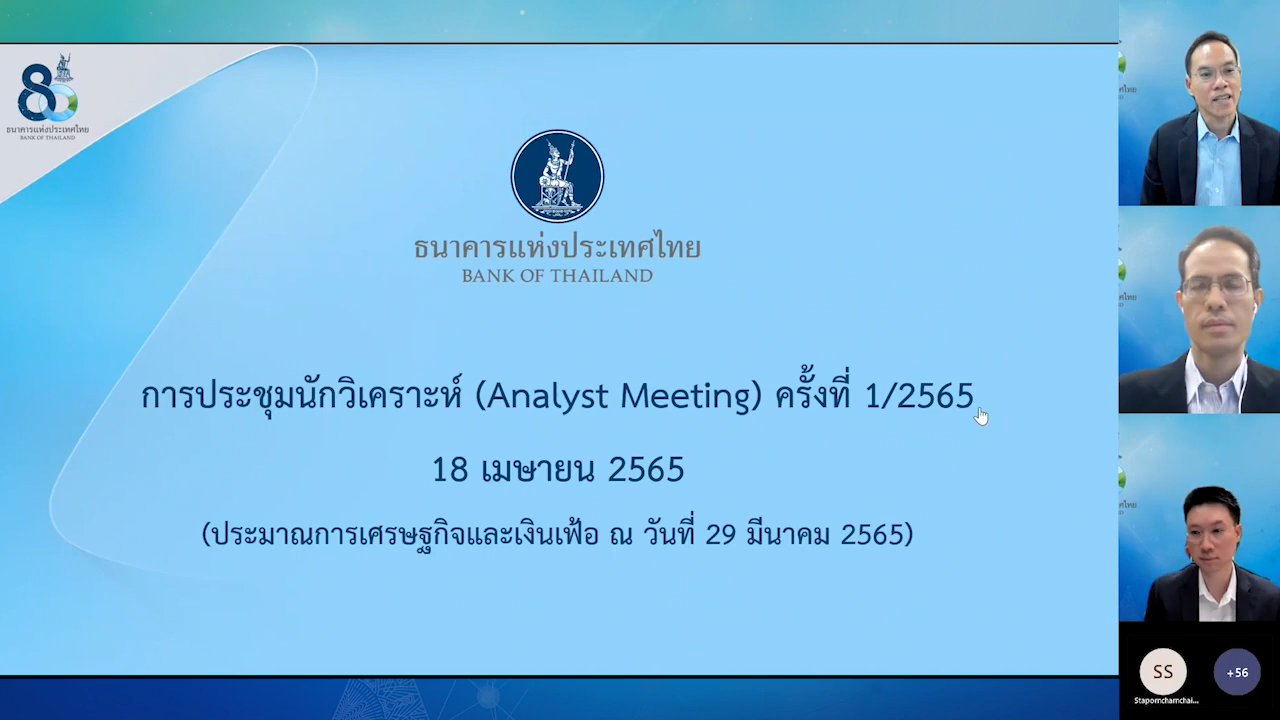 80
ธนาคารแห่งประเทศไทย
BANK OF THAILAND
ธนาคารแห่งประเทศไทย
BANK OF THAILAND
การประชุมนักวิเคราะห์ (Analyst Meeting) ครั้งที่ 1/2565
18 เมษายน 2565
(ประมาณการเศรษฐกิจและเงินเฟ้อ ณ วันที่ 29 มีนาคม 2565)
SS
+56
Stapornchamchai...